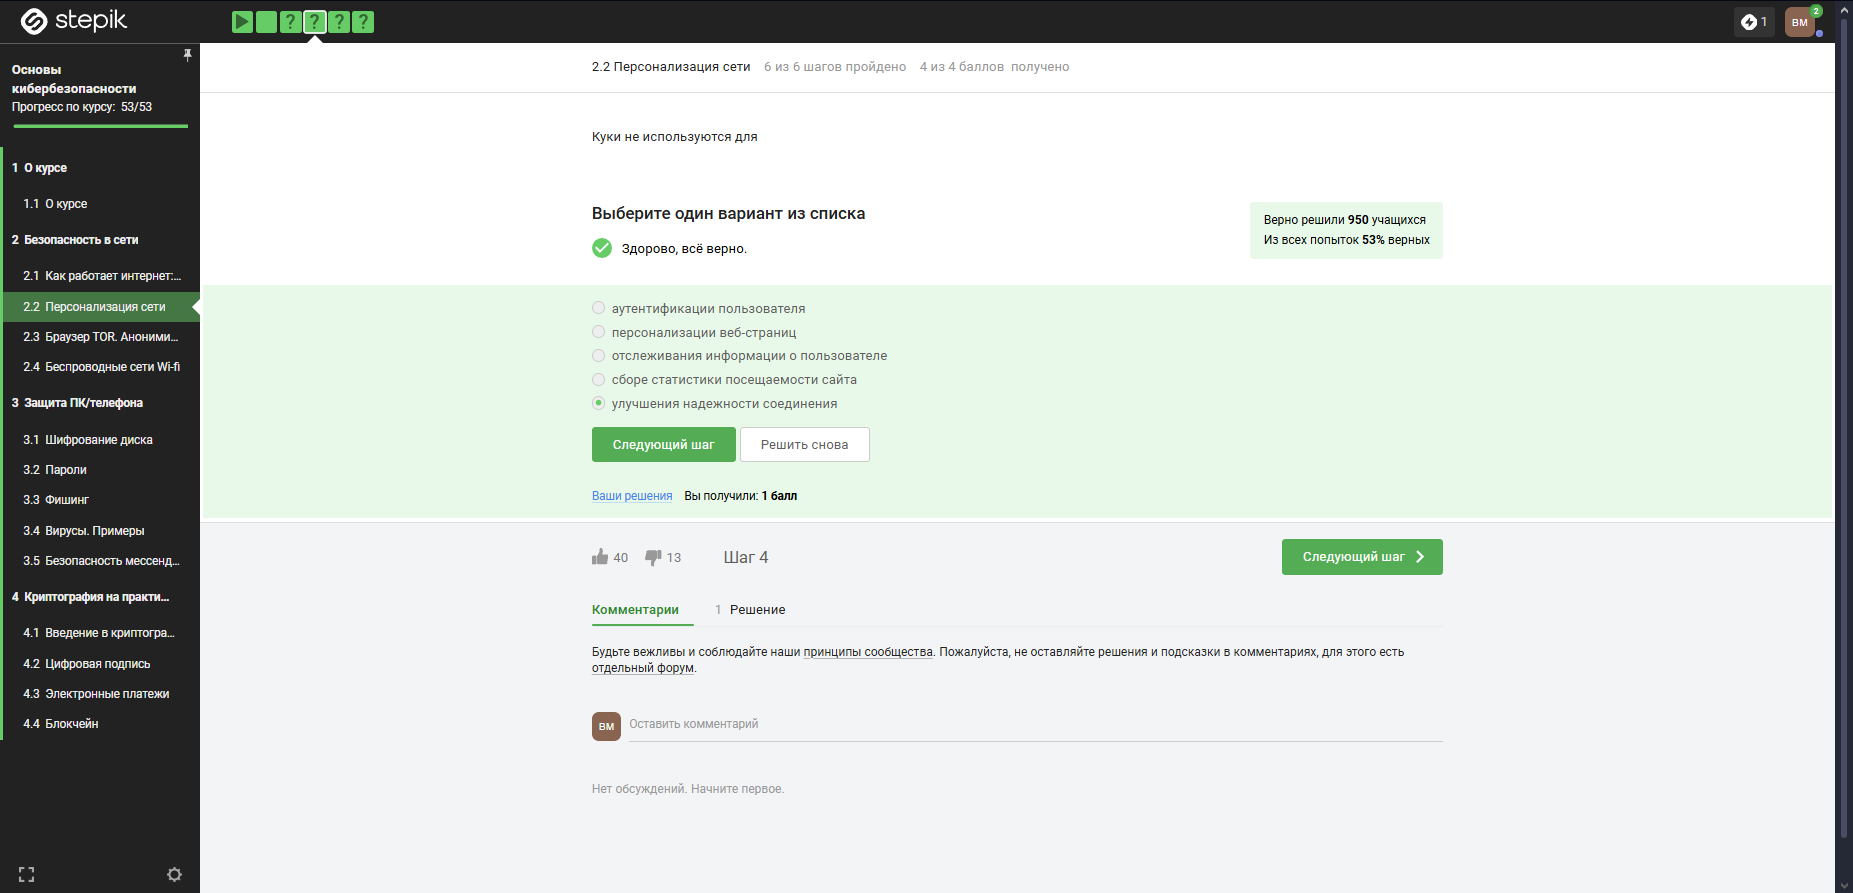 stepik
? ? ? ?
1
ВМ
2
Основы
кибербезопасности
Прогресс по курсу: 53/53
1 О курсе
1.1 О курсе
2 Безопасность в сети
2.1 Как работает интернет:...
2.2 Персонализация сети
2.3 Браузер TOR. Аноними...
2.4 Беспроводные сети Wi-fi
3 Защита ПК/телефона
3.1 Шифрование диска
3.2 Пароли
3.3 Фишинг
3.4 Вирусы. Примеры
3.5 Безопасность мессенд...
4 Криптография на практи...
4.1 Введение в криптогра...
4.2 Цифровая подпись
4.3 Электронные платежи
4.4 Блокчейн
2.2 Персонализация сети 6 из 6 шагов пройдено 4 из 4 баллов получено
Куки не используются для
Выберите один вариант из списка
Здорово, всё верно.
Верно решили 950 учащихся
Из всех попыток 53% верных
аутентификации пользователя
персонализации веб-страниц
отслеживания информации о пользователе
сборе статистики посещаемости сайта
улучшения надежности соединения
Следующий шаг Решить снова
Ваши решения Вы получили: 1 балл
40 13 Шаг 4 Следующий шаг
Комментарии 1 Решение
Будьте вежливы и соблюдайте наши принципы сообщества. Пожалуйста, не оставляйте решения и подсказки в комментариях, для этого есть
отдельный форум.
ВМ Оставить комментарий
Нет обсуждений. Начните первое.